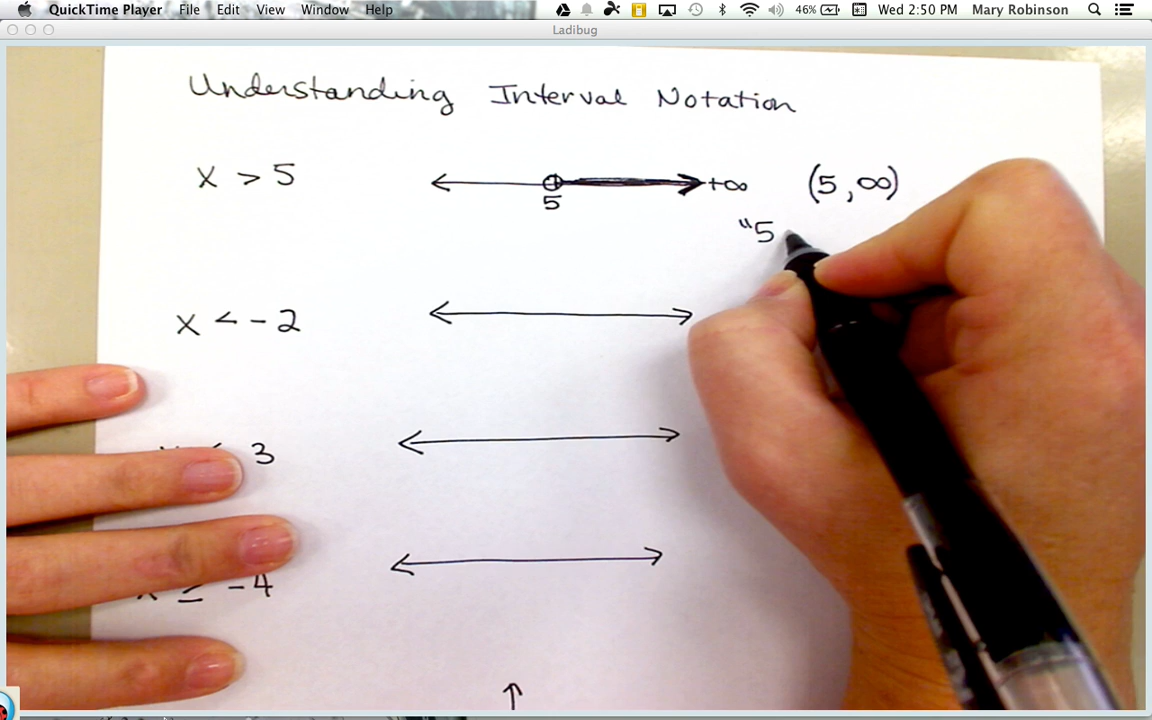 QuickTime Player File Edit View Window Help 46% Wed 2:50 PM Mary Robinson
Ladibug
Understanding Interval Notation
x > 5 +∞ (5, ∞)
5
"5
x < -2
3
≤ -4